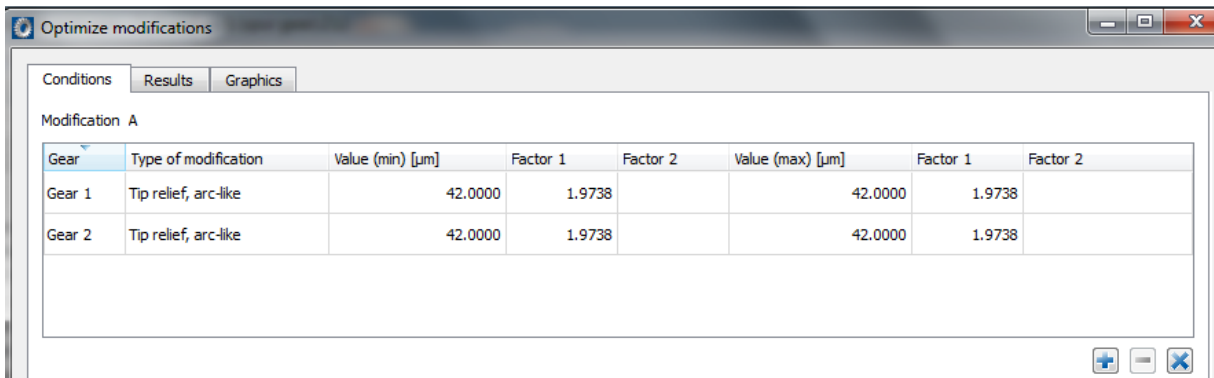 Optimize modifications
Conditions Results Graphics
Modification A
Gear Type of modification Value (min) [µm] Factor 1 Factor 2 Value (max) [µm] Factor 1 Factor 2
Gear 1 Tip relief, arc-like 42.0000 1.9738 42.0000 1.9738
Gear 2 Tip relief, arc-like 42.0000 1.9738 42.0000 1.9738